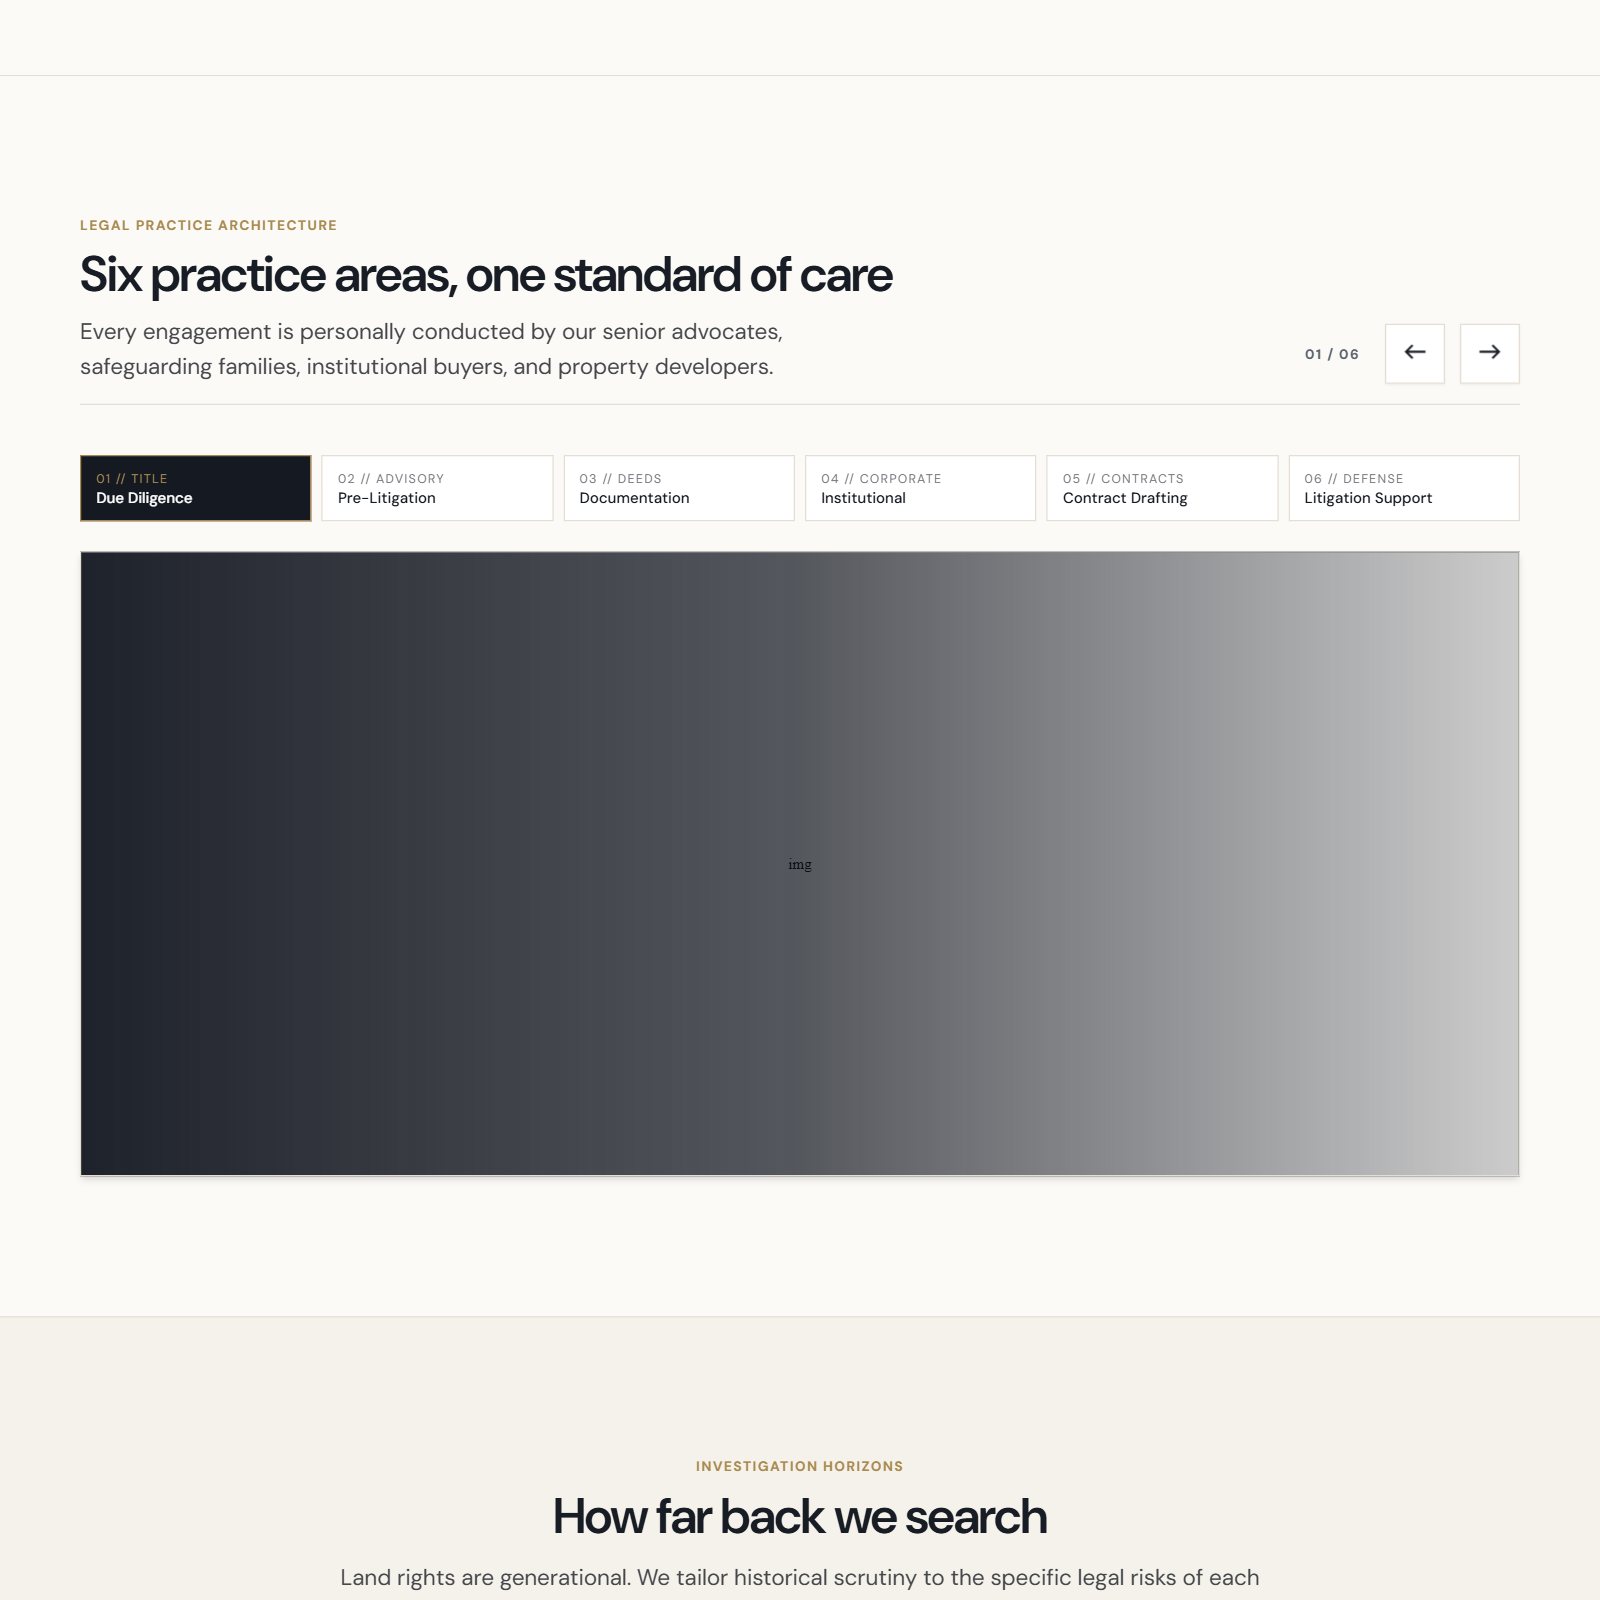 LEGAL PRACTICE ARCHITECTURE
Six practice areas, one standard of care
Every engagement is personally conducted by our senior advocates,
safeguarding families, institutional buyers, and property developers.
01 / 06
01 // TITLE
Due Diligence
02 // ADVISORY
Pre-Litigation
03 // DEEDS
Documentation
04 // CORPORATE
Institutional
05 // CONTRACTS
Contract Drafting
06 // DEFENSE
Litigation Support
img
INVESTIGATION HORIZONS
How far back we search
Land rights are generational. We tailor historical scrutiny to the specific legal risks of each